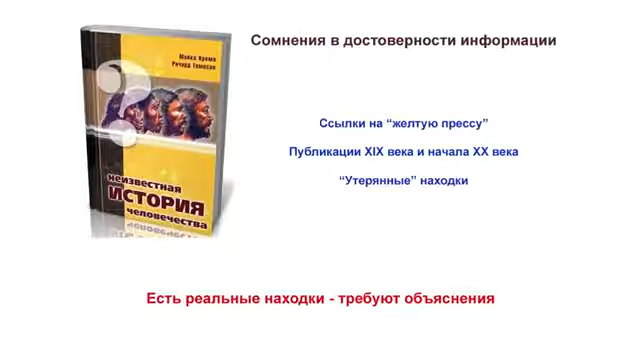 Майкл Кремо
Ричард Томпсон
неизвестная
ИСТОРИЯ
человечества
Сомнения в достоверности информации
Ссылки на “желтую прессу”
Публикации XIX века и начала XX века
“Утерянные” находки
Есть реальные находки - требуют объяснения